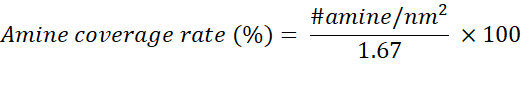 Amine coverage rate (%) = #amine/nm² / 1.67 × 100